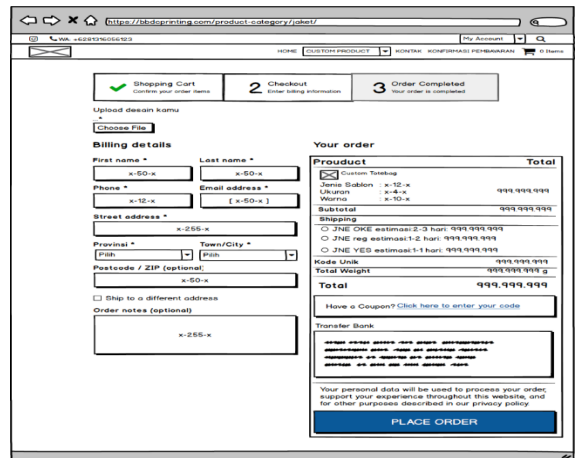 https://bbdoprinting.com/product-category/jaket/
WA: +6281316056123
My Account
HOME CUSTOM PRODUCT KONTAK KONFIRMASI PEMBAYARAN 0 Items
Shopping Cart
Confirm your order items
2 Checkout
Enter billing information
3 Order Completed
Your order is completed
Upload desain kamu
*
Choose File
Billing details
First name *
Last name *
x-50-x
x-50-x
Phone *
Email address *
x-12-x
[ x-50-x ]
Street address *
x-255-x
Provinsi *
Town/City *
Pilih
Pilih
Postcode / ZIP (optional)
x-50-x
Ship to a different address
Order notes (optional)
x-255-x
Your order
Prouduct Total
Custom Totebag
Jenis Sablon : x-12-x
Ukuran : x-4-x 999.999.999
Warna : x-10-x
Subtotal 999.999.999
Shipping
JNE OKE estimasi:2-3 hari: 999.999.999
JNE reg estimasi:1-2 hari: 999.999.999
JNE YES estimasi:1-1 hari: 999.999.999
Kode Unik 999.999.999
Total Weight 999.999.999 g
Total 999.999.999
Have a Coupon? Click here to enter your code
Transfer Bank
Your personal data will be used to process your order,
support your experience throughout this website, and
for other purposes described in our privacy policy
PLACE ORDER